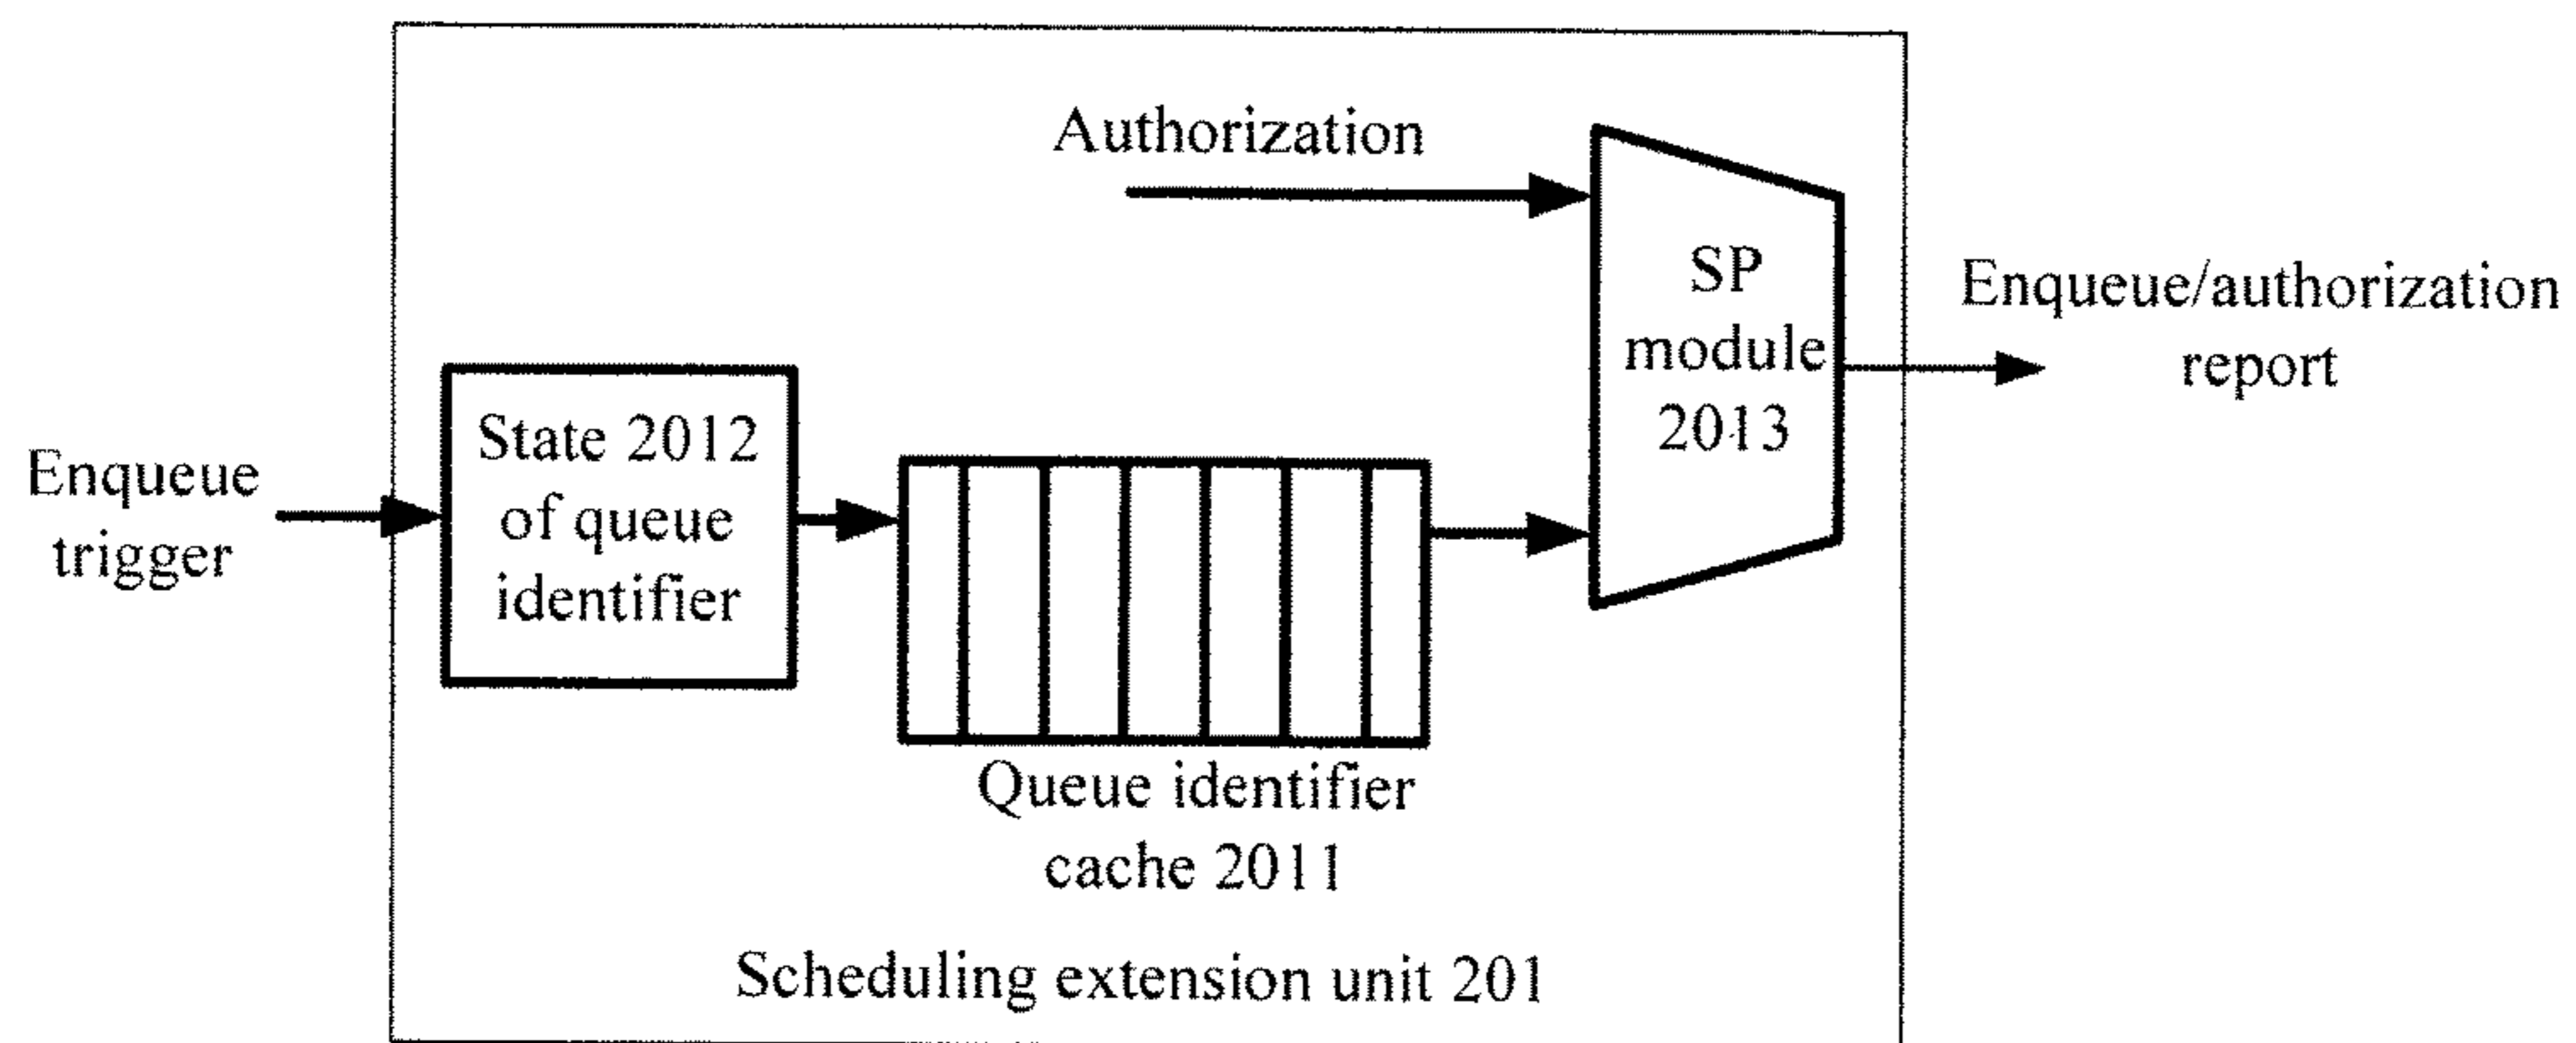 Authorization
SP
module
2013
Enqueue/authorization
report
State 2012
of queue
identifier
Enqueue
trigger
Queue identifier
cache 2011
Scheduling extension unit 201